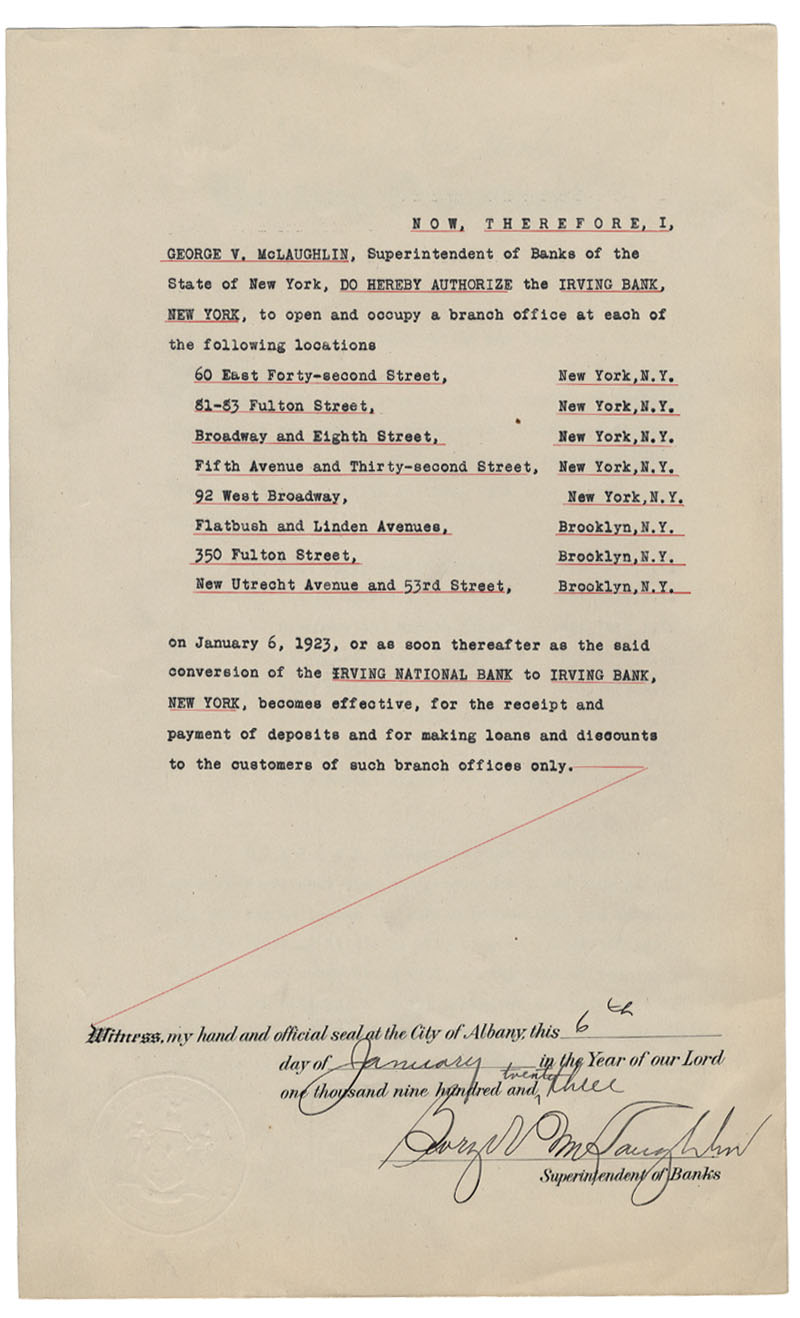 NOW, THEREFORE, I,
GEORGE V. McLAUGHLIN, Superintendent of Banks of the
State of New York, DO HEREBY AUTHORIZE the IRVING BANK,
NEW YORK, to open and occupy a branch office at each of
the following locations
60 East Forty-second Street, New York,N.Y.
81-83 Fulton Street, New York,N.Y.
Broadway and Eighth Street, New York,N.Y.
Fifth Avenue and Thirty-second Street, New York,N.Y.
92 West Broadway, New York,N.Y.
Flatbush and Linden Avenues, Brooklyn,N.Y.
350 Fulton Street, Brooklyn,N.Y.
New Utrecht Avenue and 53rd Street, Brooklyn,N.Y.
on January 6, 1923, or as soon thereafter as the said
conversion of the IRVING NATIONAL BANK to IRVING BANK,
NEW YORK, becomes effective, for the receipt and
payment of deposits and for making loans and discounts
to the customers of such branch offices only.
Witness, my hand and official seal at the City of Albany, this 6th
day of January in the Year of our Lord
one thousand nine hundred and twenty three
George V McLaughlin
Superintendent of Banks